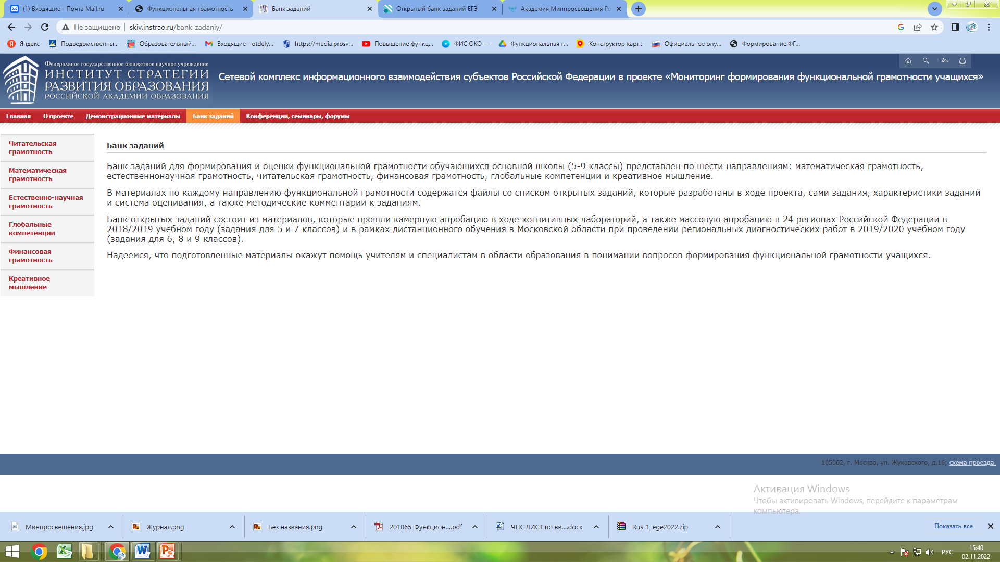 (1) Входящие - Почта Mail.ru
Функциональная грамотность
Банк заданий
Открытый банк заданий ЕГЭ
Академия Минпросвещения Ро
Не защищено
skiv.instrao.ru/bank-zadaniy/
Яндекс
Подведомственны...
Образовательный...
Входящие - otdely...
https://media.prosv...
Повышение функц...
ФИС ОКО —
Функциональная г...
Конструктор карт...
Официальное опу...
Формирование ФГ...
Федеральное государственное бюджетное научное учреждение
ИНСТИТУТ СТРАТЕГИИ
РАЗВИТИЯ ОБРАЗОВАНИЯ
РОССИЙСКОЙ АКАДЕМИИ ОБРАЗОВАНИЯ
Сетевой комплекс информационного взаимодействия субъектов Российской Федерации в проекте «Мониторинг формирования функциональной грамотности учащихся»
Главная
О проекте
Демонстрационные материалы
Банк заданий
Конференции, семинары, форумы
Читательская
грамотность
Математическая
грамотность
Естественно-научная
грамотность
Глобальные
компетенции
Финансовая
грамотность
Креативное
мышление
Банк заданий
Банк заданий для формирования и оценки функциональной грамотности обучающихся основной школы (5-9 классы) представлен по шести направлениям: математическая грамотность,
естественнонаучная грамотность, читательская грамотность, финансовая грамотность, глобальные компетенции и креативное мышление.
В материалах по каждому направлению функциональной грамотности содержатся файлы со списком открытых заданий, которые разработаны в ходе проекта, сами задания, характеристики заданий
и система оценивания, а также методические комментарии к заданиям.
Банк открытых заданий состоит из материалов, которые прошли камерную апробацию в ходе когнитивных лабораторий, а также массовую апробацию в 24 регионах Российской Федерации в
2018/2019 учебном году (задания для 5 и 7 классов) и в рамках дистанционного обучения в Московской области при проведении региональных диагностических работ в 2019/2020 учебном году
(задания для 6, 8 и 9 классов).
Надеемся, что подготовленные материалы окажут помощь учителям и специалистам в области образования в понимании вопросов формирования функциональной грамотности учащихся.
105062, г. Москва, ул. Жуковского, д.16; схема проезда
Активация Windows
Чтобы активировать Windows, перейдите к параметрам
компьютера.
Минпросвещения.jpg
Журнал.png
Без названия.png
201065_Функцион....pdf
ЧЕК-ЛИСТ по вв....docx
Rus_1_ege2022.zip
Показать все
РУС
15:40
02.11.2022